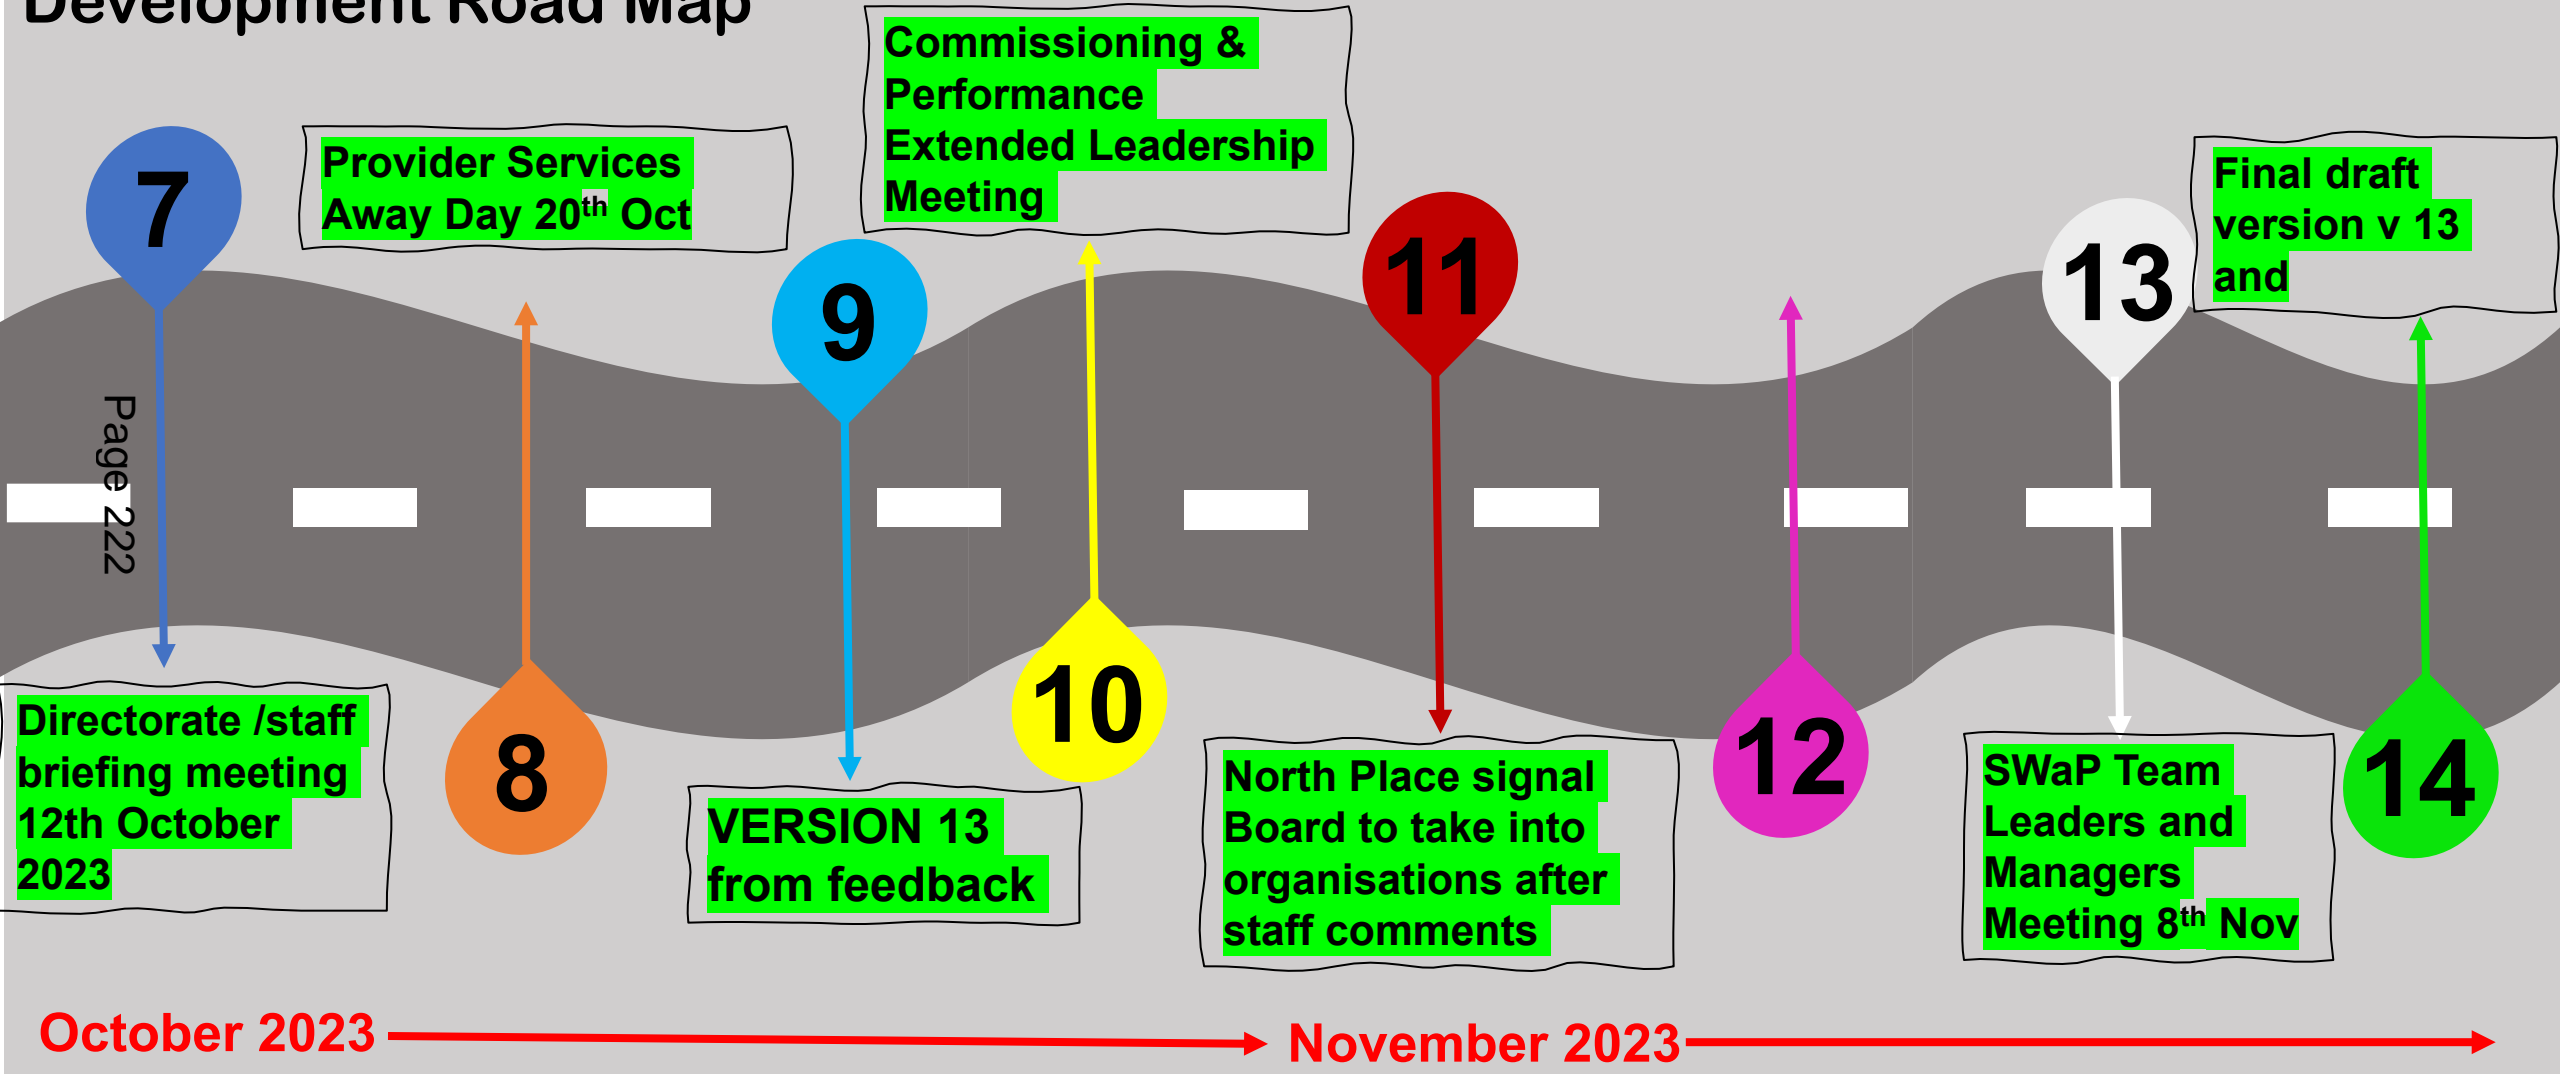 Development Road Map
7
Provider Services
Away Day 20th Oct
Commissioning &
Performance
Extended Leadership
Meeting
9
11
13
Final draft
version v 13
and
Page 222
Directorate /staff
briefing meeting
12th October
2023
8
VERSION 13
from feedback
10
North Place signal
Board to take into
organisations after
staff comments
12
SWaP Team
Leaders and
Managers
Meeting 8th Nov
14
October 2023
November 2023